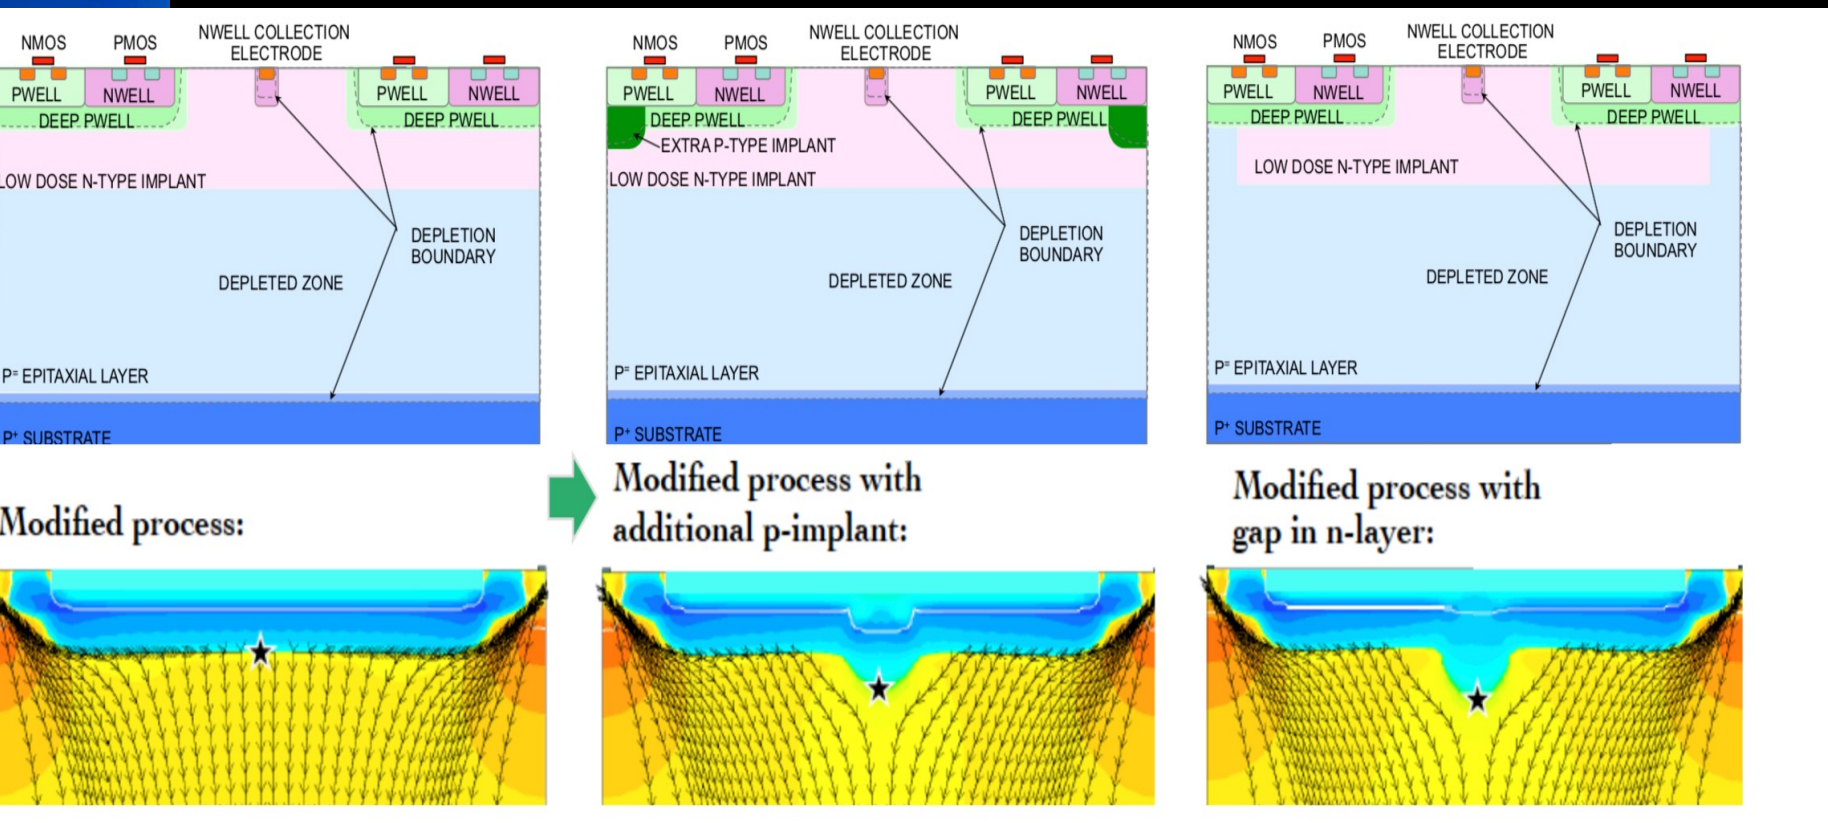 NMOS
PMOS
NWELL COLLECTION
ELECTRODE
PWELL
NWELL
PWELL
NWELL
DEEP PWELL
DEEP PWELL
LOW DOSE N-TYPE IMPLANT
DEPLETION
BOUNDARY
DEPLETED ZONE
P= EPITAXIAL LAYER
P+ SUBSTRATE
Modified process:
NMOS
PMOS
NWELL COLLECTION
ELECTRODE
PWELL
NWELL
PWELL
NWELL
DEEP PWELL
DEEP PWELL
EXTRA P-TYPE IMPLANT
LOW DOSE N-TYPE IMPLANT
DEPLETION
BOUNDARY
DEPLETED ZONE
P= EPITAXIAL LAYER
P+ SUBSTRATE
Modified process with
additional p-implant:
NMOS
PMOS
NWELL COLLECTION
ELECTRODE
PWELL
NWELL
PWELL
NWELL
DEEP PWELL
DEEP PWELL
LOW DOSE N-TYPE IMPLANT
DEPLETION
BOUNDARY
DEPLETED ZONE
P= EPITAXIAL LAYER
P+ SUBSTRATE
Modified process with
gap in n-layer: